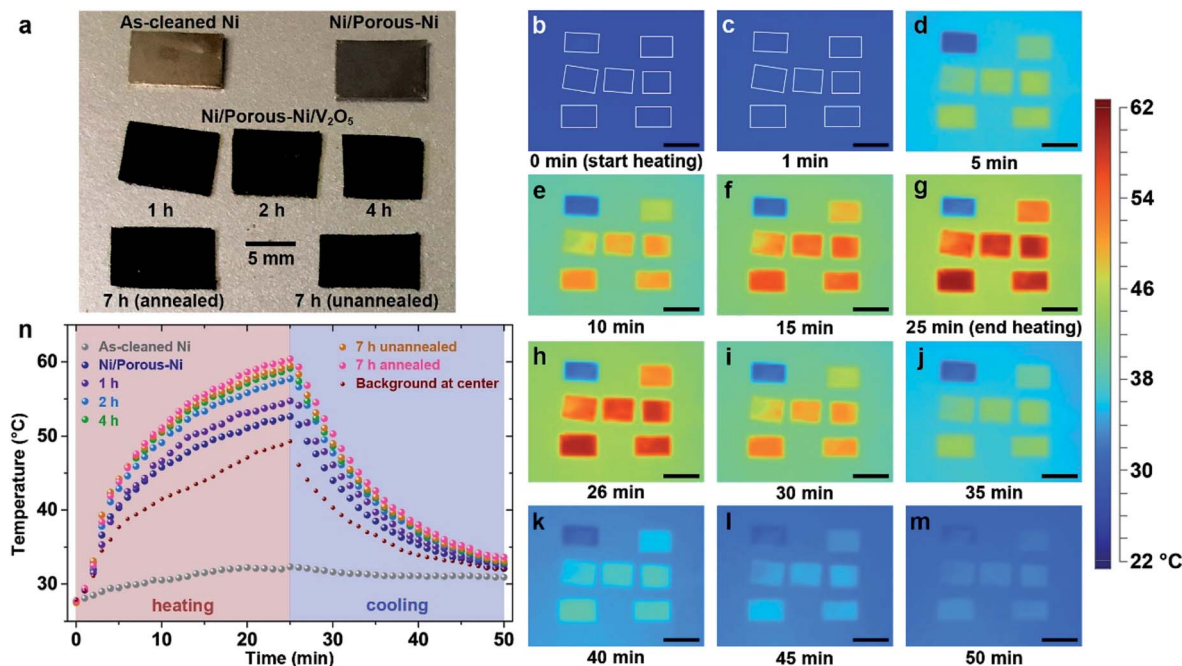 a
As-cleaned Ni
Ni/Porous-Ni
Ni/Porous-Ni/V₂O₅
1 h
2 h
4 h
5 mm
7 h (annealed)
7 h (unannealed)
b
0 min (start heating)
c
1 min
d
5 min
e
10 min
f
15 min
g
25 min (end heating)
h
26 min
i
30 min
j
35 min
k
40 min
l
45 min
m
50 min
62
54
46
38
30
22 °C
n
As-cleaned Ni
Ni/Porous-Ni
1 h
2 h
4 h
7 h unannealed
7 h annealed
Background at center
Temperature (°C)
60
50
40
30
heating
cooling
0
10
20
30
40
50
Time (min)